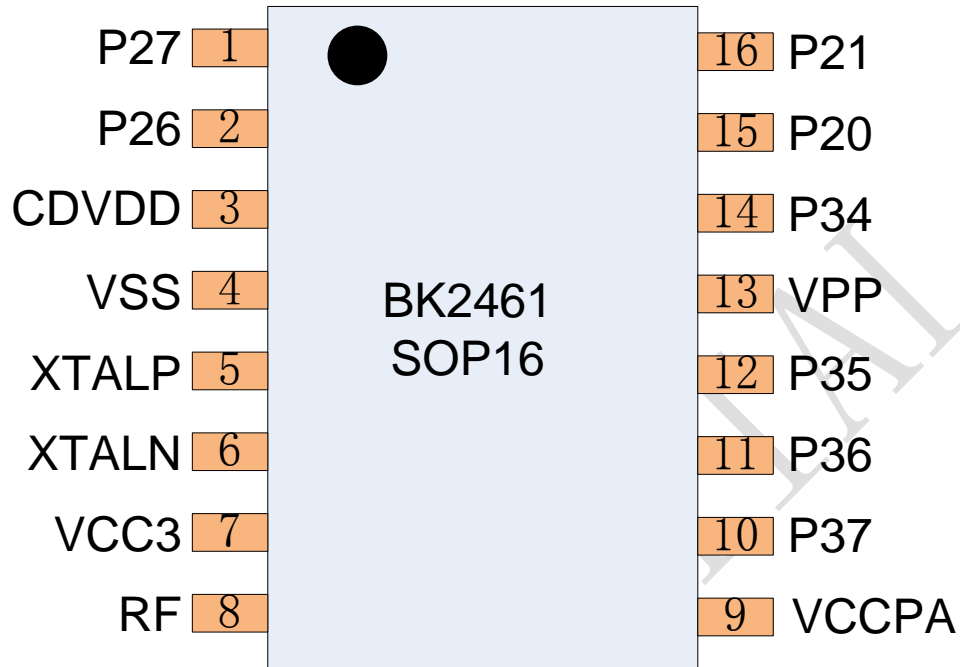 P27 1
P26 2
CDVDD 3
VSS 4
XTALP 5
XTALN 6
VCC3 7
RF 8
BK2461
SOP16
16 P21
15 P20
14 P34
13 VPP
12 P35
11 P36
10 P37
9 VCCPA